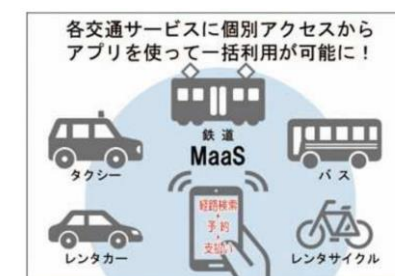 各交通サービスに個別アクセスから
アプリを使って一括利用が可能に！
鉄道
MaaS
タクシー
バス
経路検索
予約
支払い
レンタカー
レンタサイクル